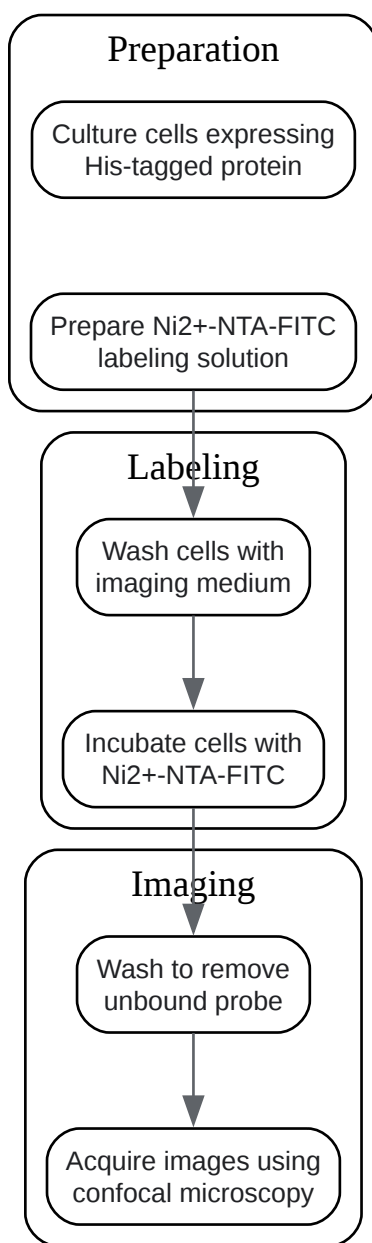 Preparation
Culture cells expressing
His-tagged protein
Prepare Ni2+-NTA-FITC
labeling solution
Labeling
Wash cells with
imaging medium
Incubate cells with
Ni2+-NTA-FITC
Imaging
Wash to remove
unbound probe
Acquire images using
confocal microscopy